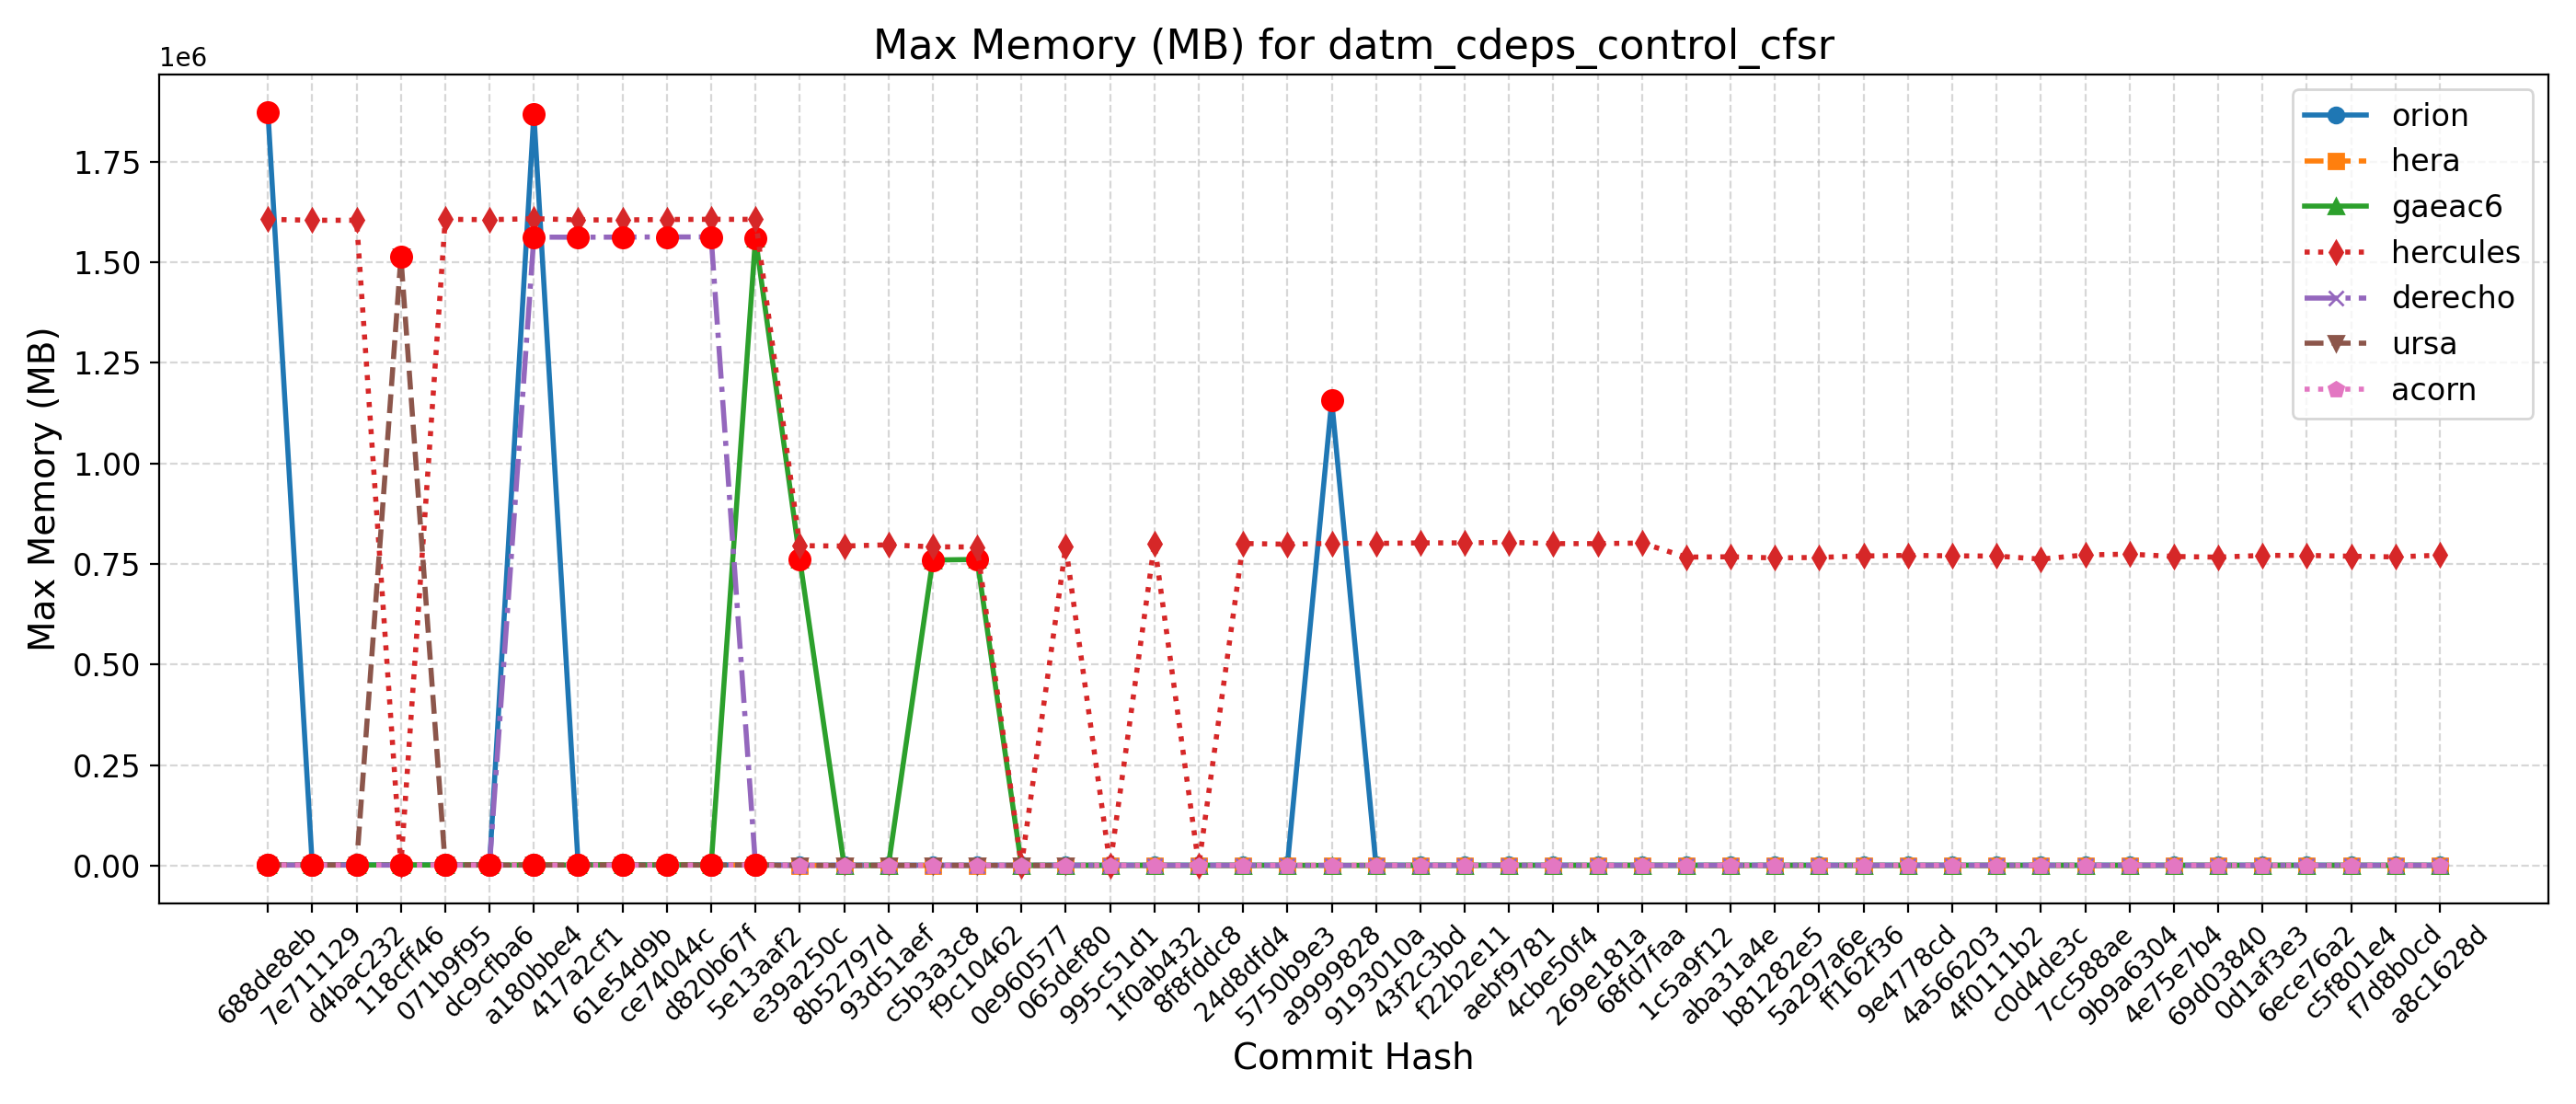 Max Memory (MB) for datm_cdeps_control_cfsr
1e6
1.75
1.50
1.25
1.00
0.75
0.50
0.25
0.00
Max Memory (MB)
orion
hera
gaeac6
hercules
derecho
ursa
acorn
688de8eb
7e711129
d4bac232
118cff46
071b9f95
dc9cfba6
a180bbe4
417a2cf1
61e54d9b
ce74044c
d820b67f
5e13aaf2
e39a250c
8b52797d
93d51aef
c5b3a3c8
f9c10462
0e960577
065def80
995c51d1
1f0ab432
8f8fddc8
24d8dfd4
5750b9e3
a9999828
9193010a
43f2c3bd
f22b2e11
aebf9781
4cbe50f4
269e181a
68fd7faa
1c5a9f12
aba31a4e
b81282e5
5a297a6e
ff162f36
9e4778cd
4a566203
4f0111b2
c0d4de3c
7cc588ae
9b9a6304
4e75e7b4
69d03840
0d1af3e3
6ece76a2
c5f801e4
f7d8b0cd
a8c1628d
Commit Hash